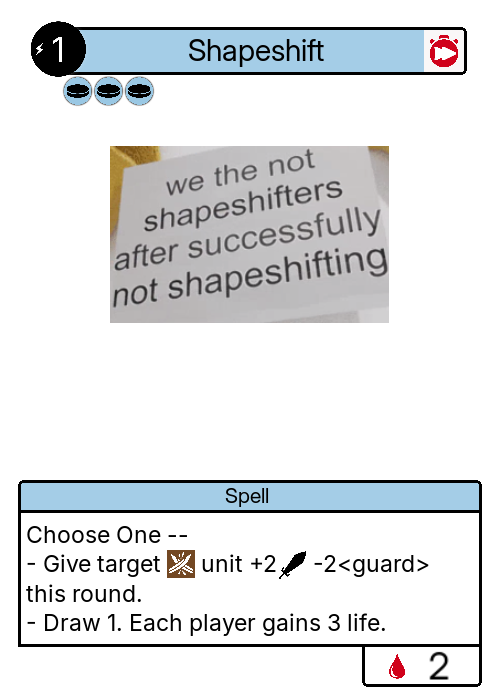 1
Shapeshift
we the not
shapeshifters
after successfully
not shapeshifting
Spell
Choose One --
- Give target unit +2 -2<guard>
this round.
- Draw 1. Each player gains 3 life.
2